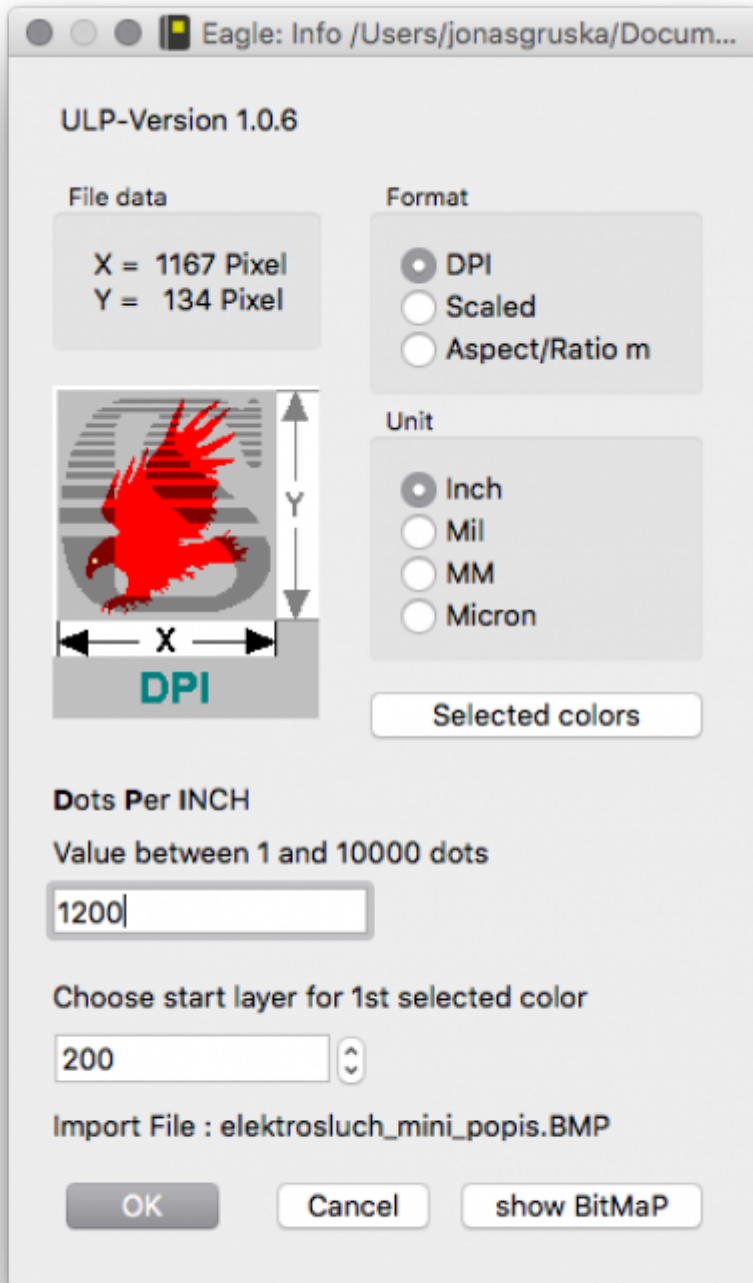 Eagle: Info /Users/jonasgruska/Docum...
ULP-Version 1.0.6
File data
X = 1167 Pixel
Y = 134 Pixel
Format
DPI
Scaled
Aspect/Ratio m
Y
X
DPI
Unit
Inch
Mil
MM
Micron
Selected colors
Dots Per INCH
Value between 1 and 10000 dots
1200
Choose start layer for 1st selected color
200
Import File : elektrosluch_mini_popis.BMP
OK
Cancel
show BitMaP